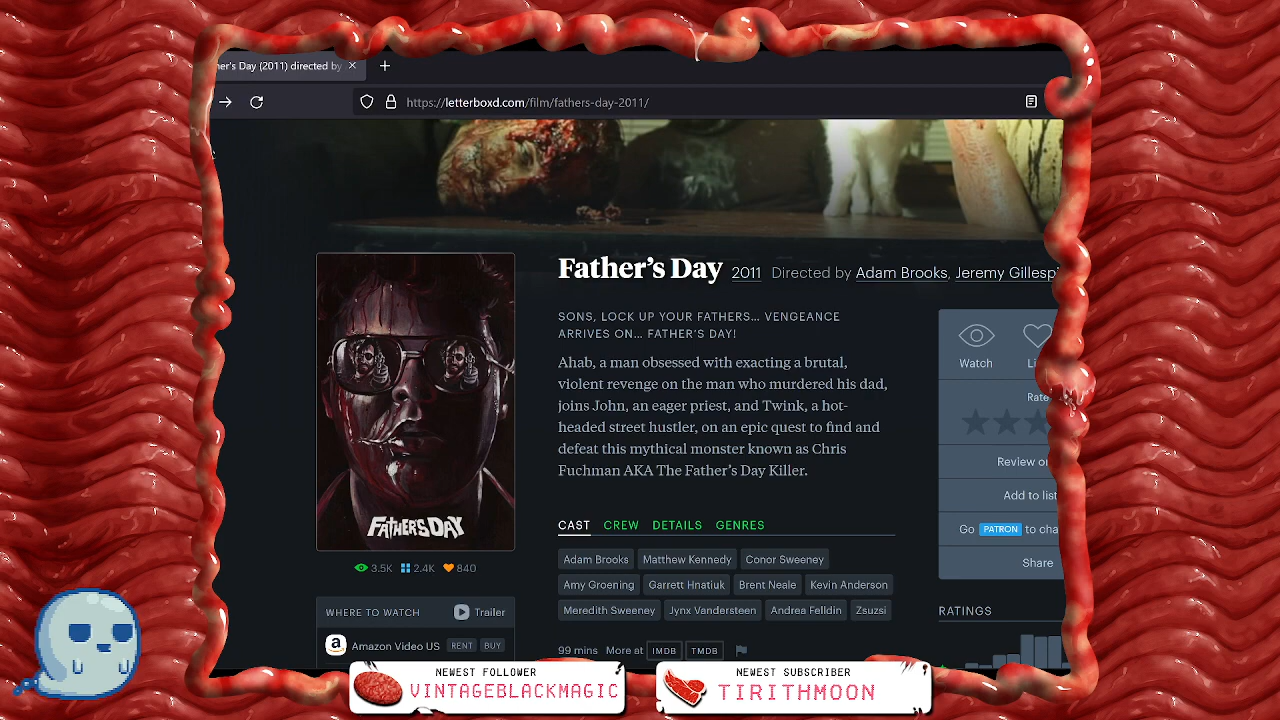 her's Day (2011) directed by
https://letterboxd.com/film/fathers-day-2011/
Father's Day 2011 Directed by Adam Brooks, Jeremy Gillesp
SONS, LOCK UP YOUR FATHERS... VENGEANCE
ARRIVES ON... FATHER'S DAY!
Ahab, a man obsessed with exacting a brutal,
violent revenge on the man who murdered his dad,
joins John, an eager priest, and Twink, a hot-
headed street hustler, on an epic quest to find and
defeat this mythical monster known as Chris
Fuchman AKA The Father's Day Killer.
FATHER'S DAY
3.5K 2.4K 840
WHERE TO WATCH Trailer
a Amazon Video US RENT BUY
CAST CREW DETAILS GENRES
Adam Brooks Matthew Kennedy Conor Sweeney
Amy Groening Garrett Hnatiuk Brent Neale Kevin Anderson
Meredith Sweeney Jynx Vandersteen Andrea Felldin Zsuzsi
99 mins More at IMDB TMDB
Watch Li
Rate
Review or
Add to list
Go PATRON to cha
Share
RATINGS
NEWEST FOLLOWER
VINTAGEBLACKMAGIC
NEWEST SUBSCRIBER
TIRITHMOON